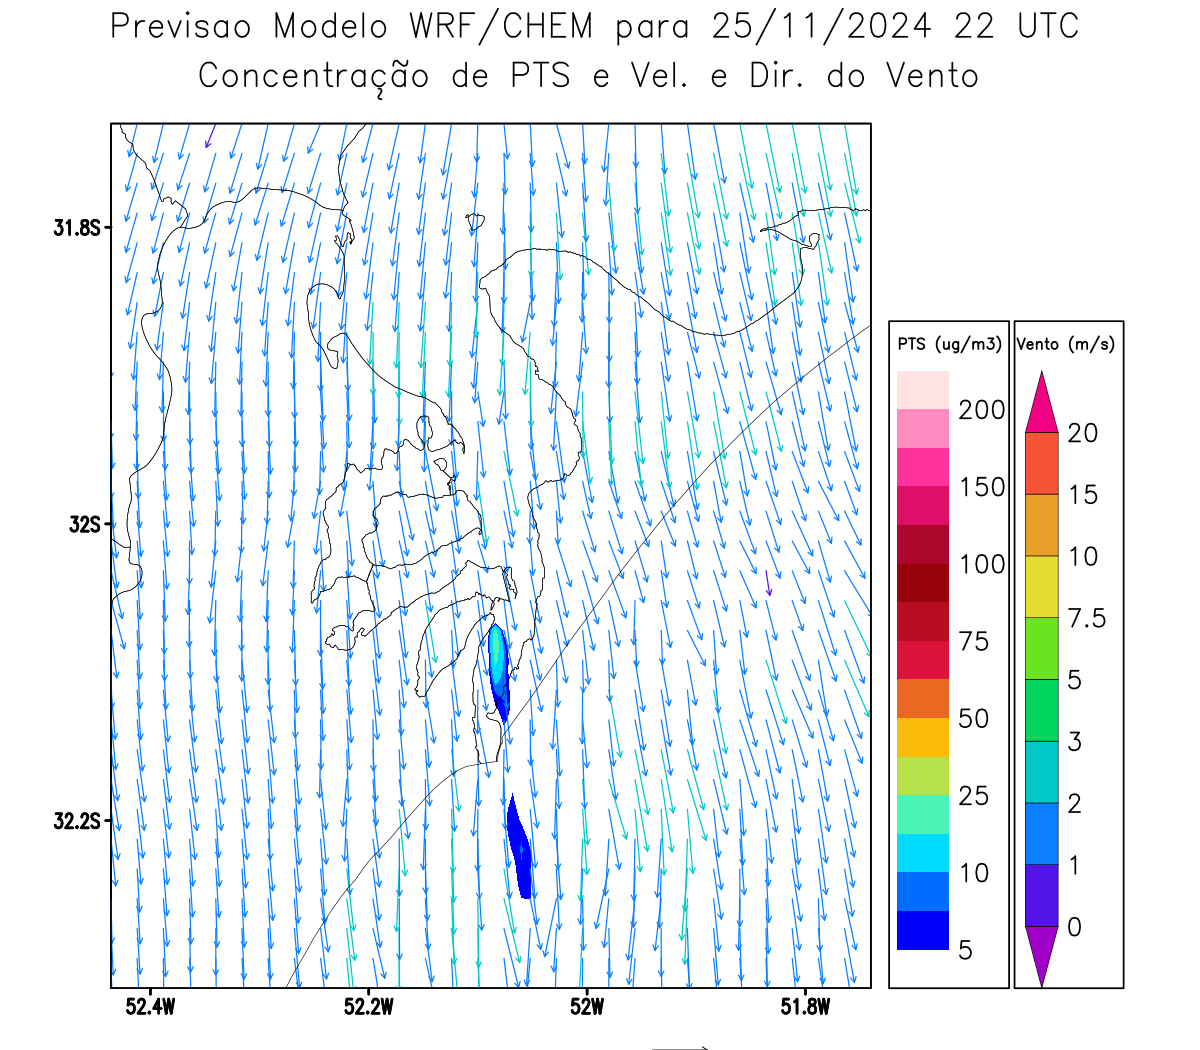 Previsao Modelo WRF/CHEM para 25/11/2024 22 UTC
Concentração de PTS e Vel. e Dir. do Vento
31.8S
32S
32.2S
52.4W
52.2W
52W
51.8W
PTS (ug/m3)
200
150
100
75
50
25
10
5
Vento (m/s)
20
15
10
7.5
5
3
2
1
0